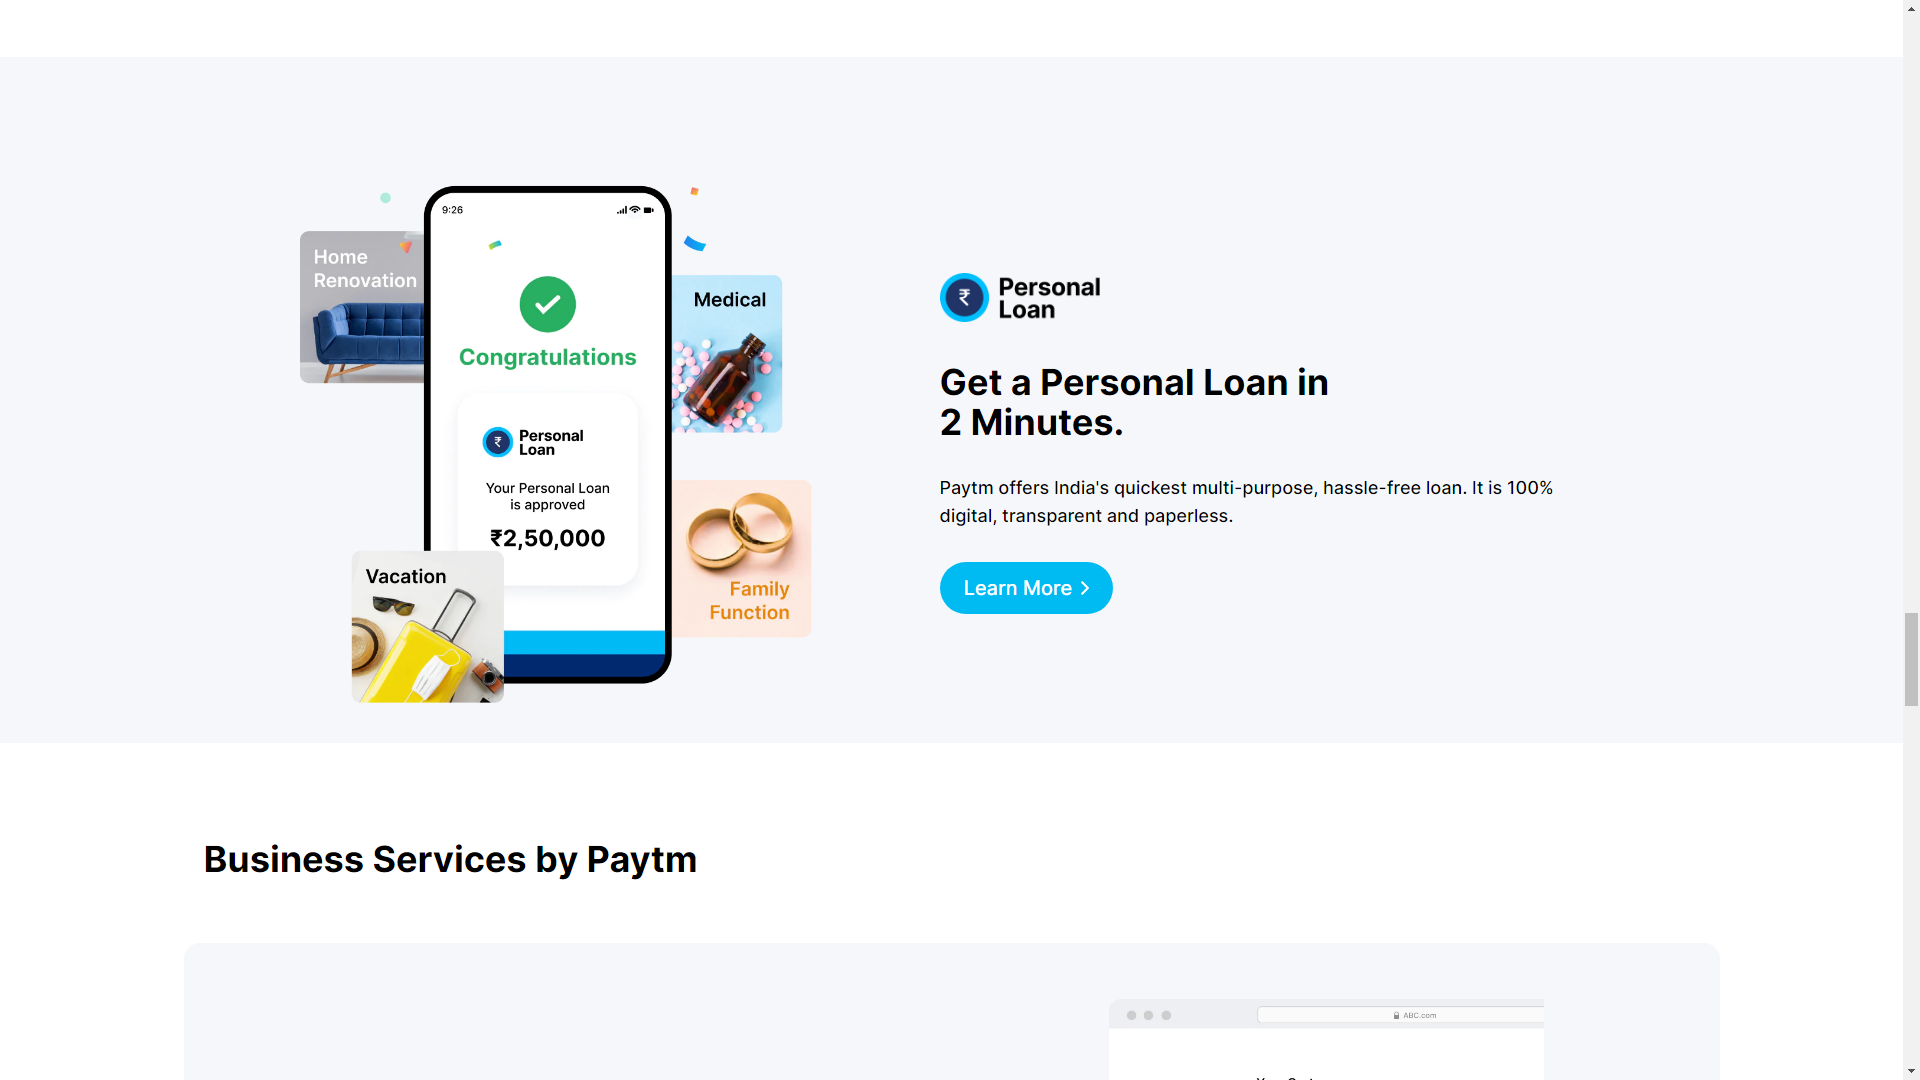 9:26
Home
Renovation
Congratulations
Personal
Loan
Your Personal Loan
is approved
₹2,50,000
Medical
Family
Function
Vacation
₹ Personal
Loan
Get a Personal Loan in
2 Minutes.
Paytm offers India's quickest multi-purpose, hassle-free loan. It is 100%
digital, transparent and paperless.
Learn More >
Business Services by Paytm
ABC.com